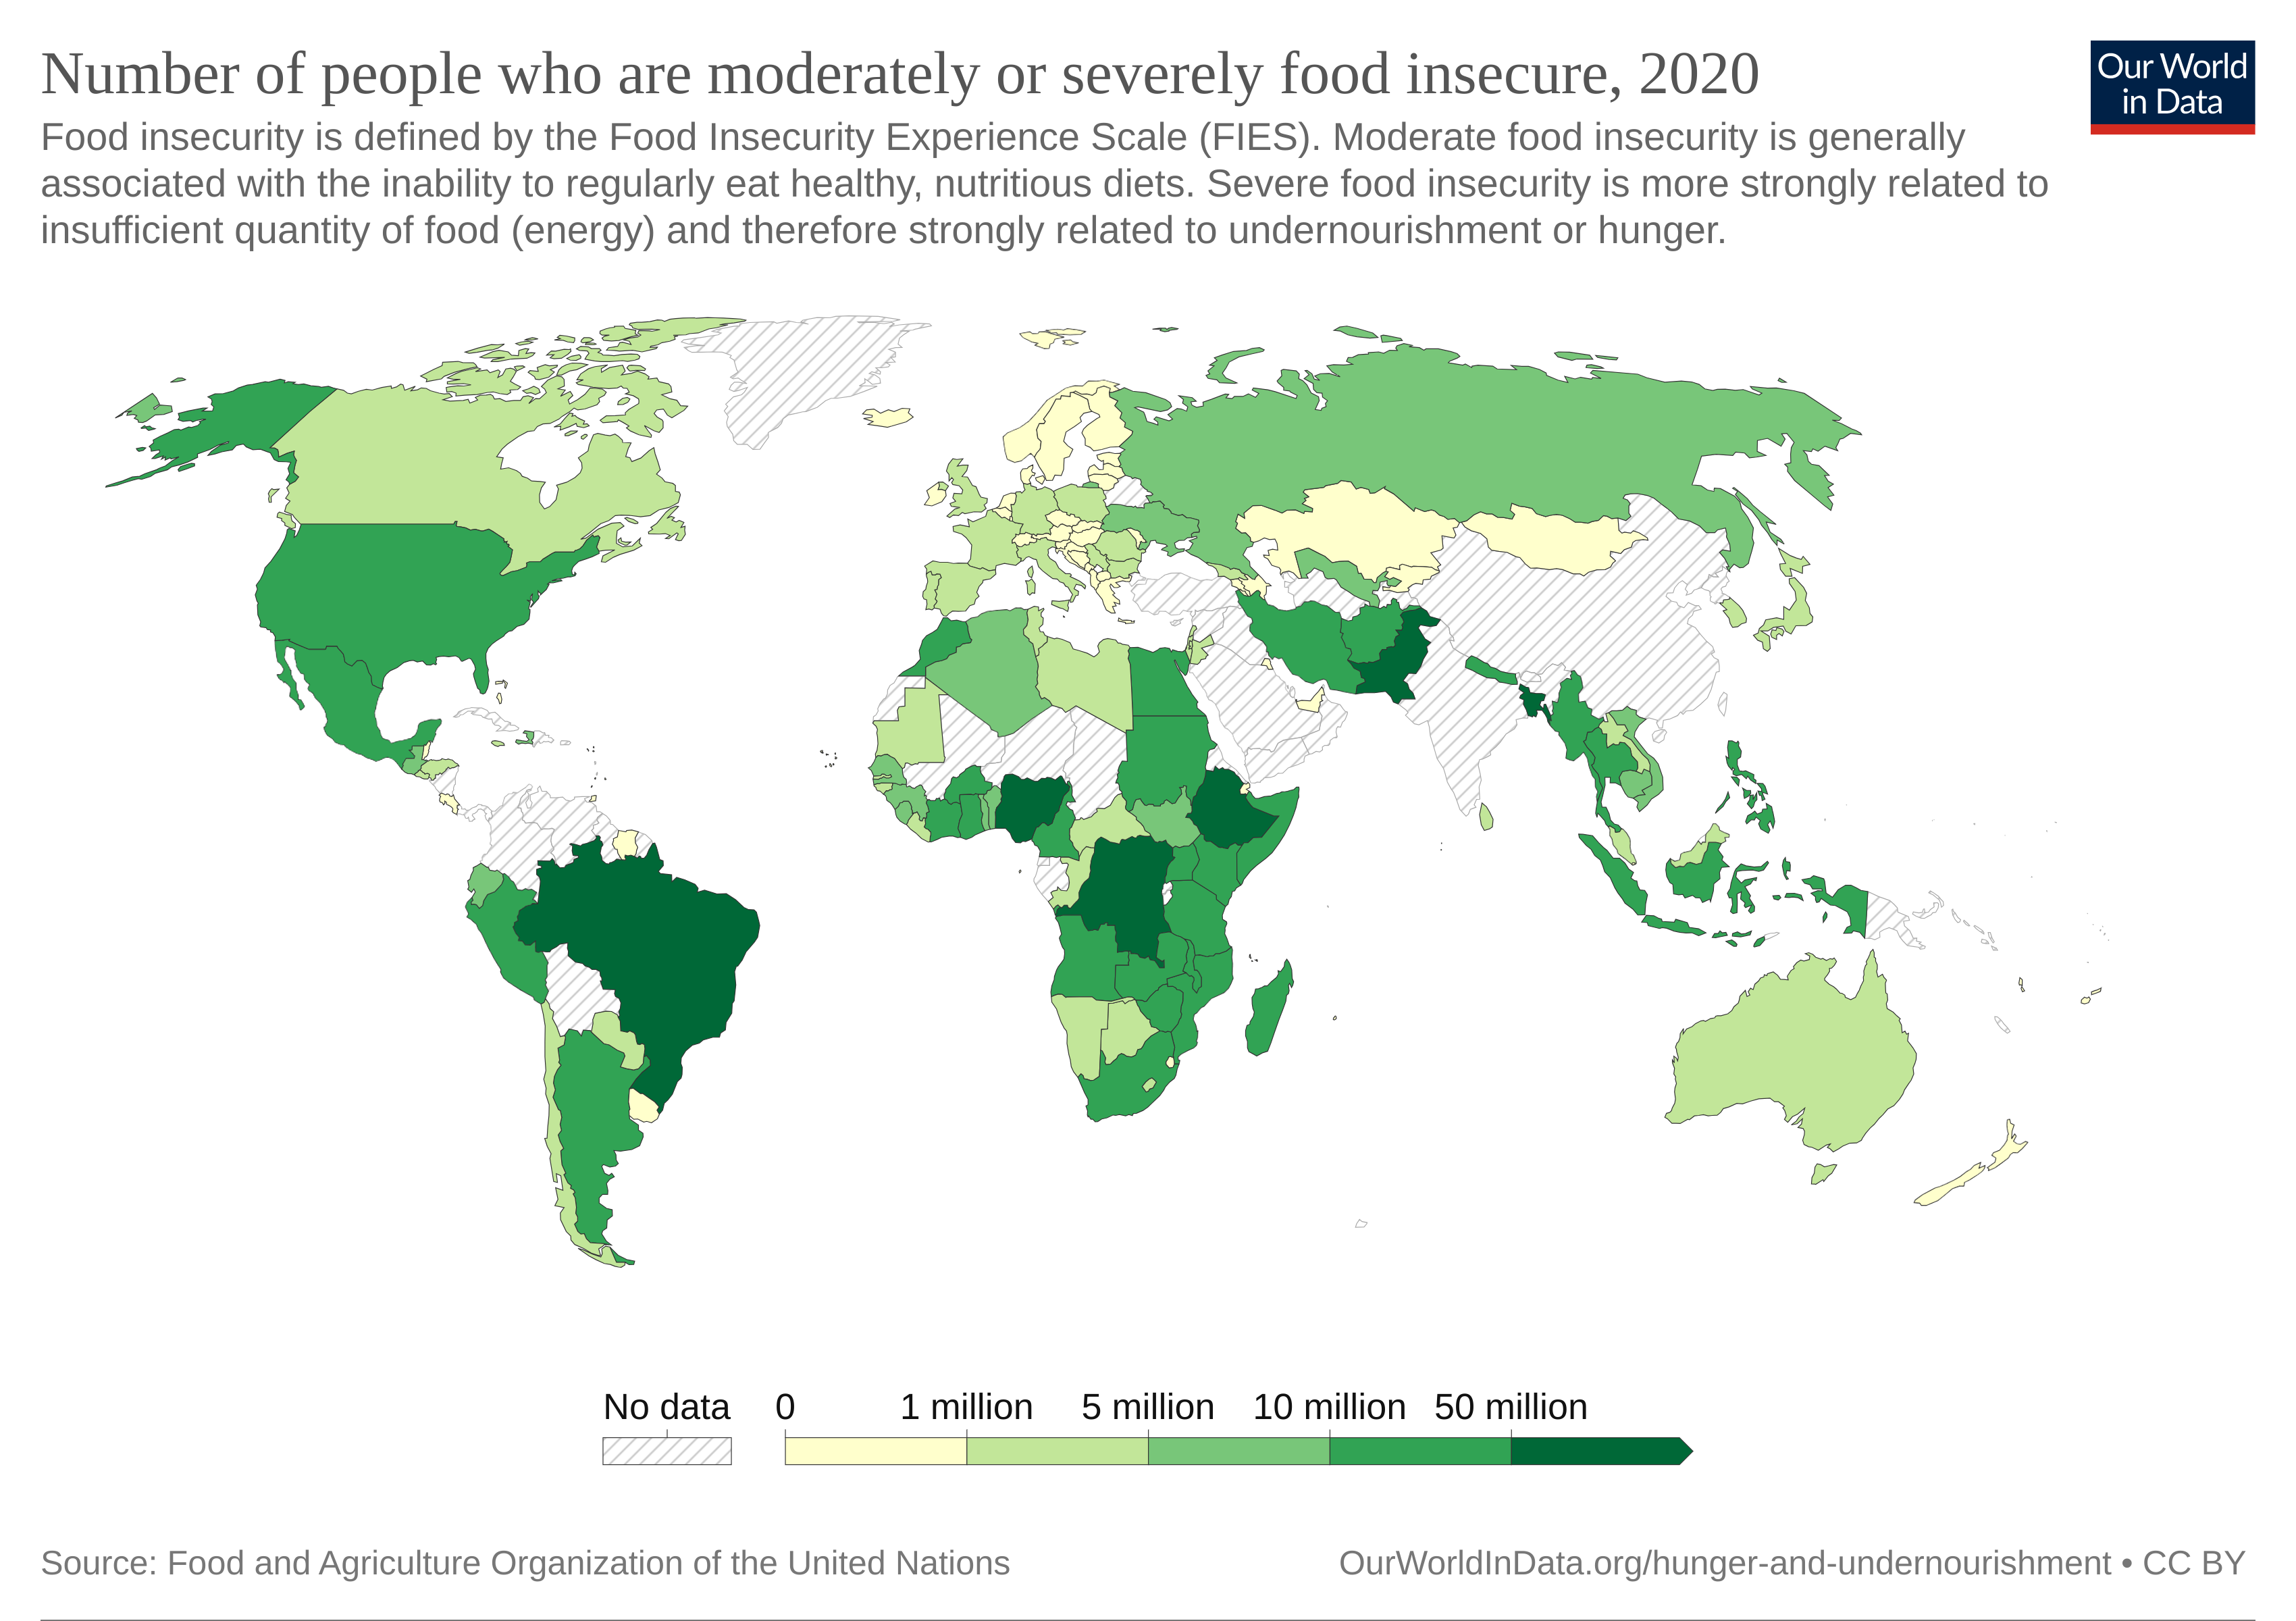 Number of people who are moderately or severely food insecure, 2020
Our World
in Data
Food insecurity is defined by the Food Insecurity Experience Scale (FIES). Moderate food insecurity is generally
associated with the inability to regularly eat healthy, nutritious diets. Severe food insecurity is more strongly related to
insufficient quantity of food (energy) and therefore strongly related to undernourishment or hunger.
No data 0 1 million 5 million 10 million 50 million
Source: Food and Agriculture Organization of the United Nations
OurWorldInData.org/hunger-and-undernourishment • CC BY